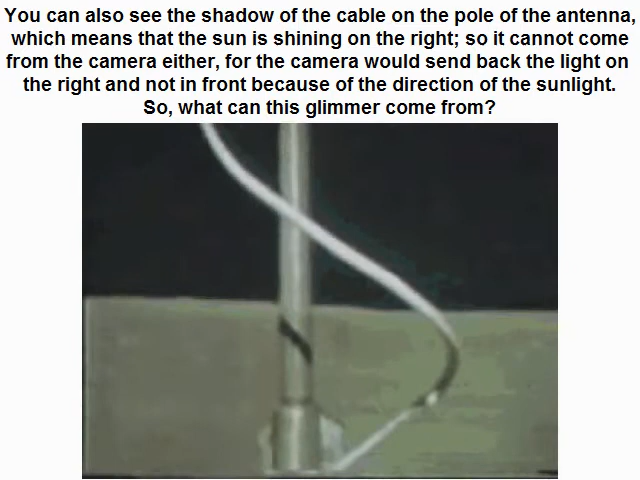 You can also see the shadow of the cable on the pole of the antenna,
which means that the sun is shining on the right; so it cannot come
from the camera either, for the camera would send back the light on
the right and not in front because of the direction of the sunlight.
So, what can this glimmer come from?